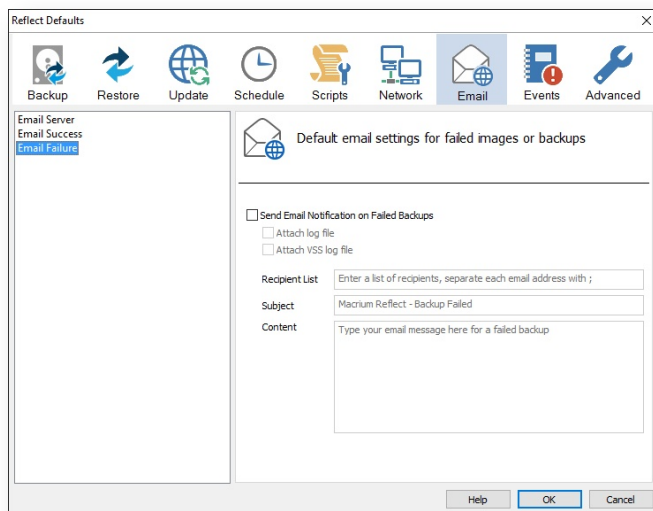 Reflect Defaults
Backup Restore Update Schedule Scripts Network Email Events Advanced
Email Server
Email Success
Email Failure
Default email settings for failed images or backups
Send Email Notification on Failed Backups
Attach log file
Attach VSS log file
Recipient List Enter a list of recipients, separate each email address with ;
Subject Macrium Reflect - Backup Failed
Content Type your email message here for a failed backup
Help OK Cancel